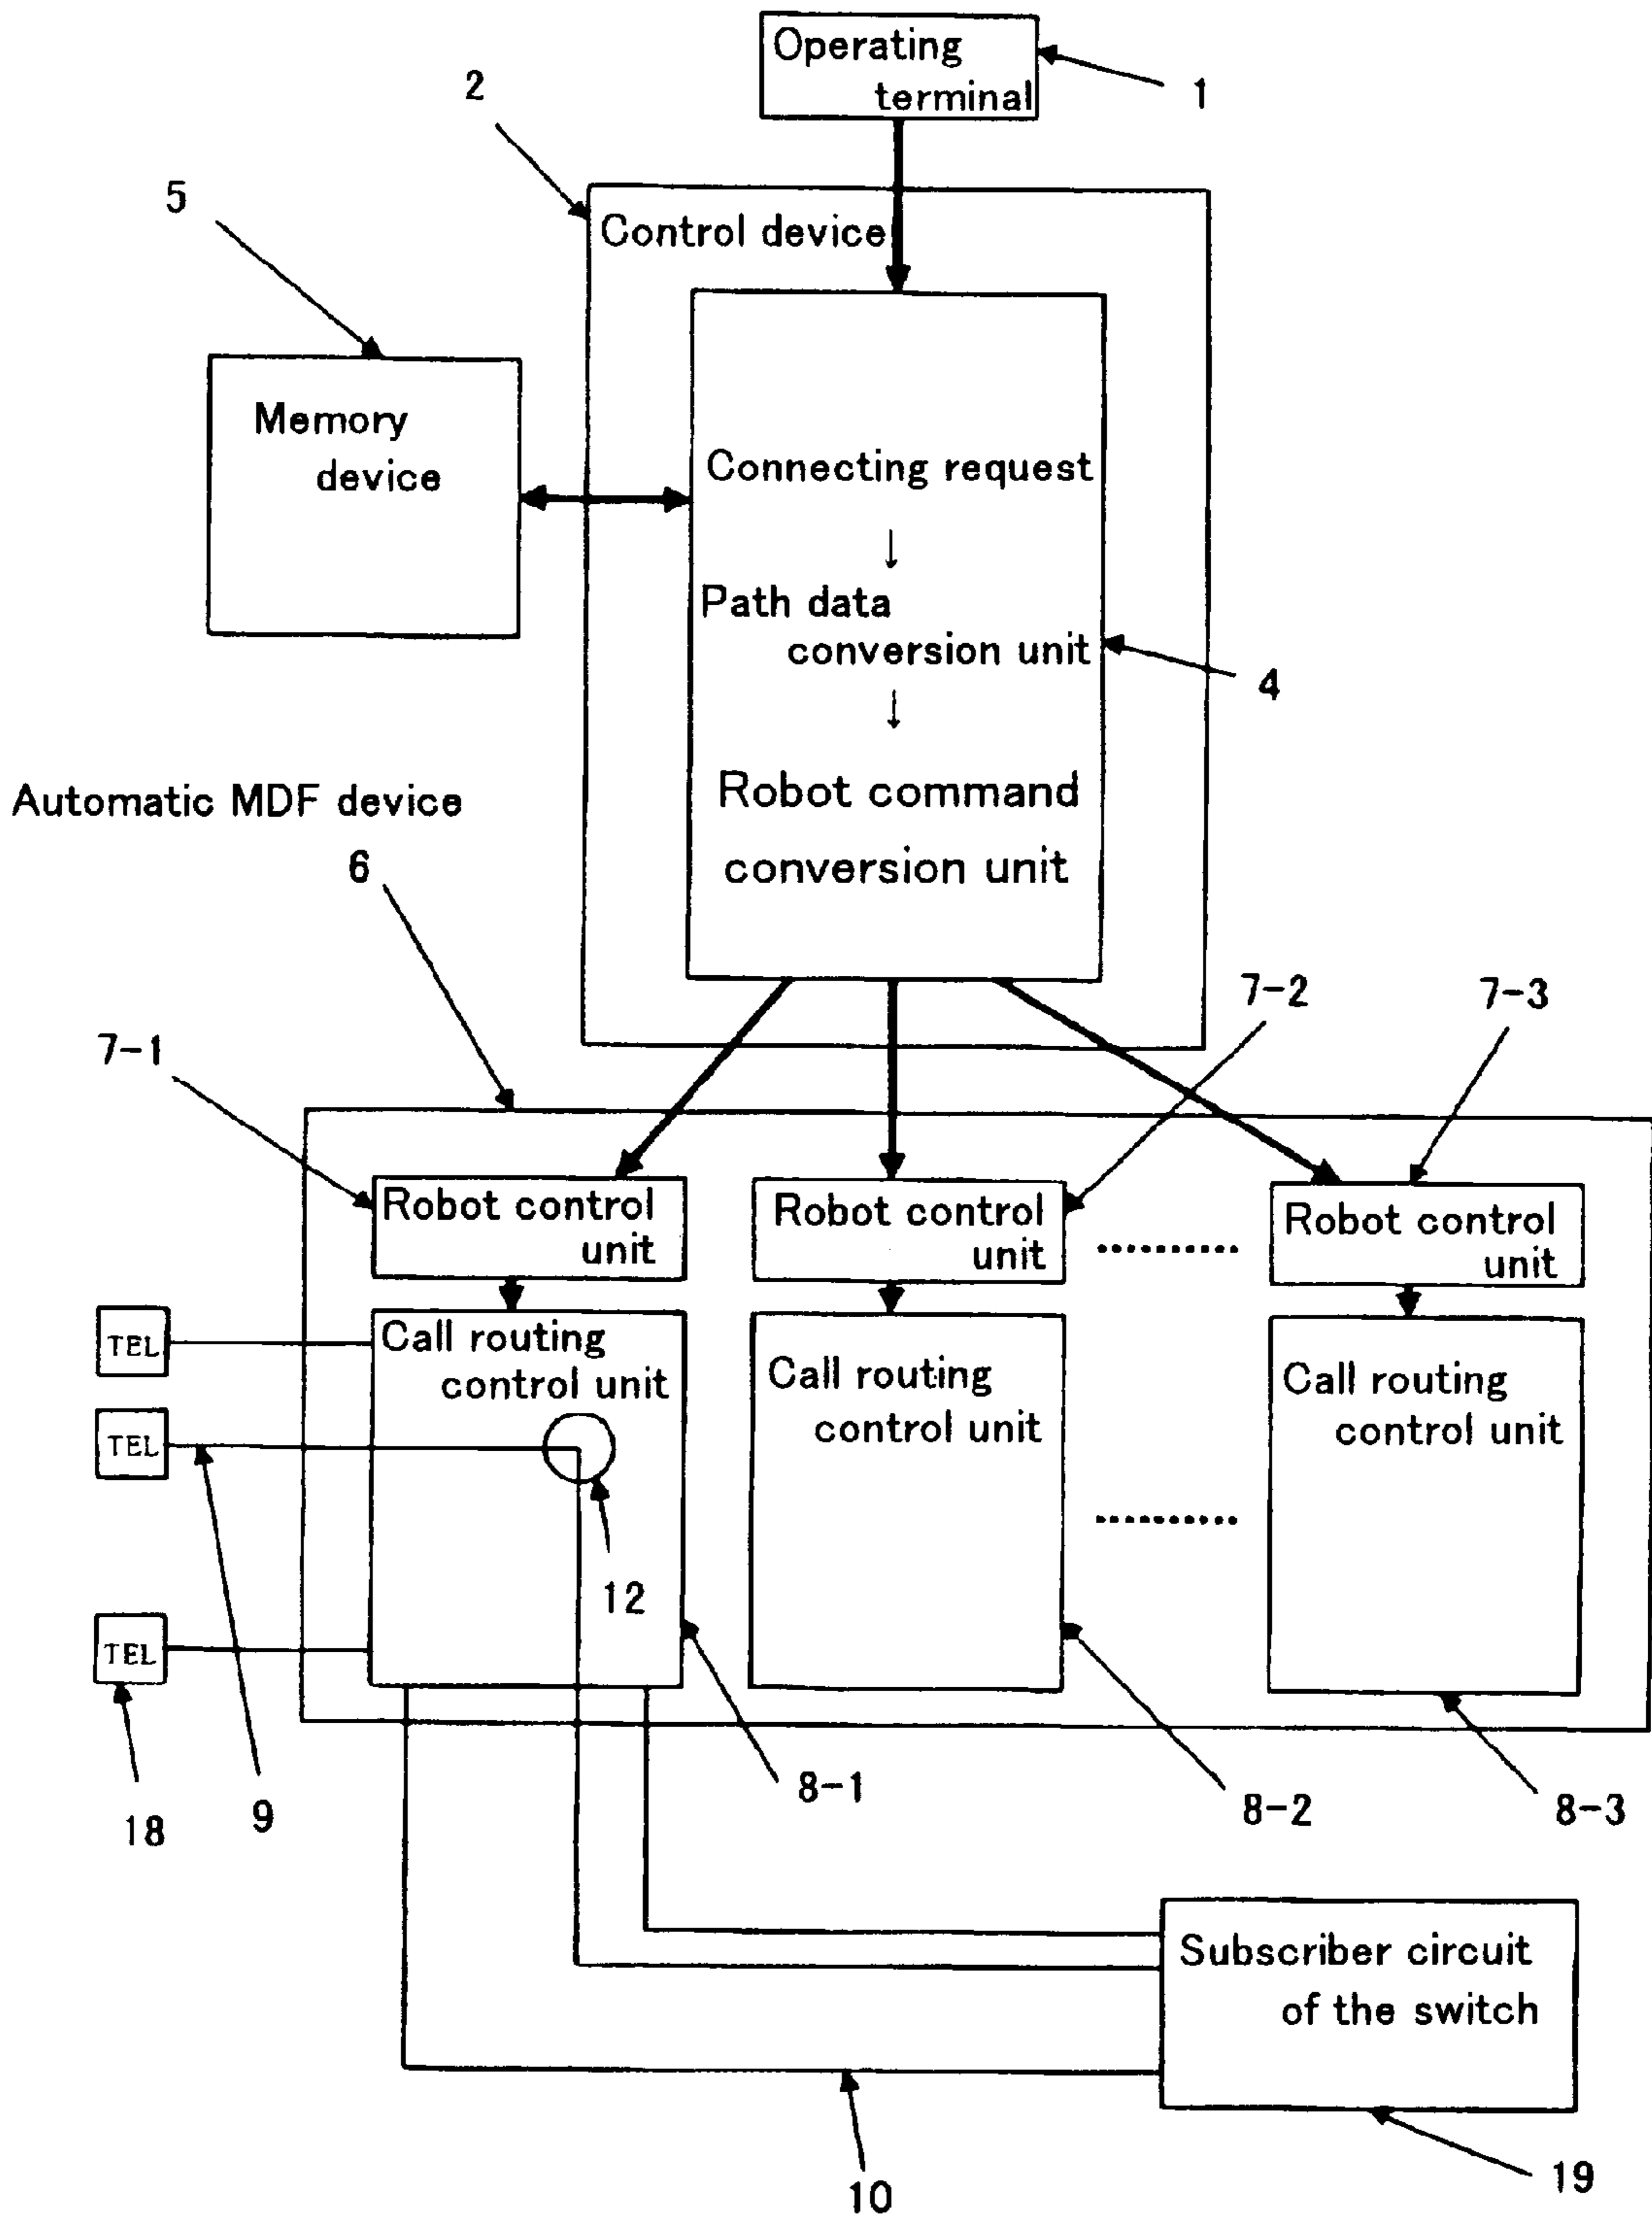 Operating
terminal
1
2
Control device
5
Memory
device
Connecting request
↓
Path data
conversion unit
↓
4
Robot command
conversion unit
Automatic MDF device
6
7-1
7-2
7-3
Robot control
unit
Robot control
unit
..........
Robot control
unit
TEL
TEL
TEL
Call routing
control unit
Call routing
control unit
..........
Call routing
control unit
12
18
9
8-1
8-2
8-3
Subscriber circuit
of the switch
10
19